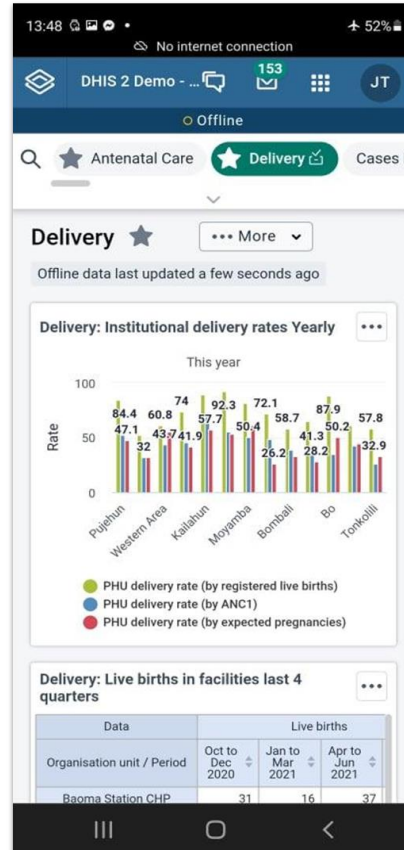 13:48
52%
No internet connection
DHIS 2 Demo - ...
153
JT
Offline
Antenatal Care
Delivery
Cases
Delivery
More
Offline data last updated a few seconds ago
Delivery: Institutional delivery rates Yearly
This year
Rate
100
50
0
84.4
47.1
32
60.8
43.7
74
41.9
57.7
92.3
50.4
72.1
26.2
58.7
41.3
28.2
87.9
50.2
57.8
32.9
Pujehun
Western Area
Kailahun
Moyamba
Bombali
Bo
Tonkolili
PHU delivery rate (by registered live births)
PHU delivery rate (by ANC1)
PHU delivery rate (by expected pregnancies)
Delivery: Live births in facilities last 4
quarters
Data
Live births
Organisation unit / Period
Oct to
Dec
2020
Jan to
Mar
2021
Apr to
Jun
2021
Baoma Station CHP
31
16
37